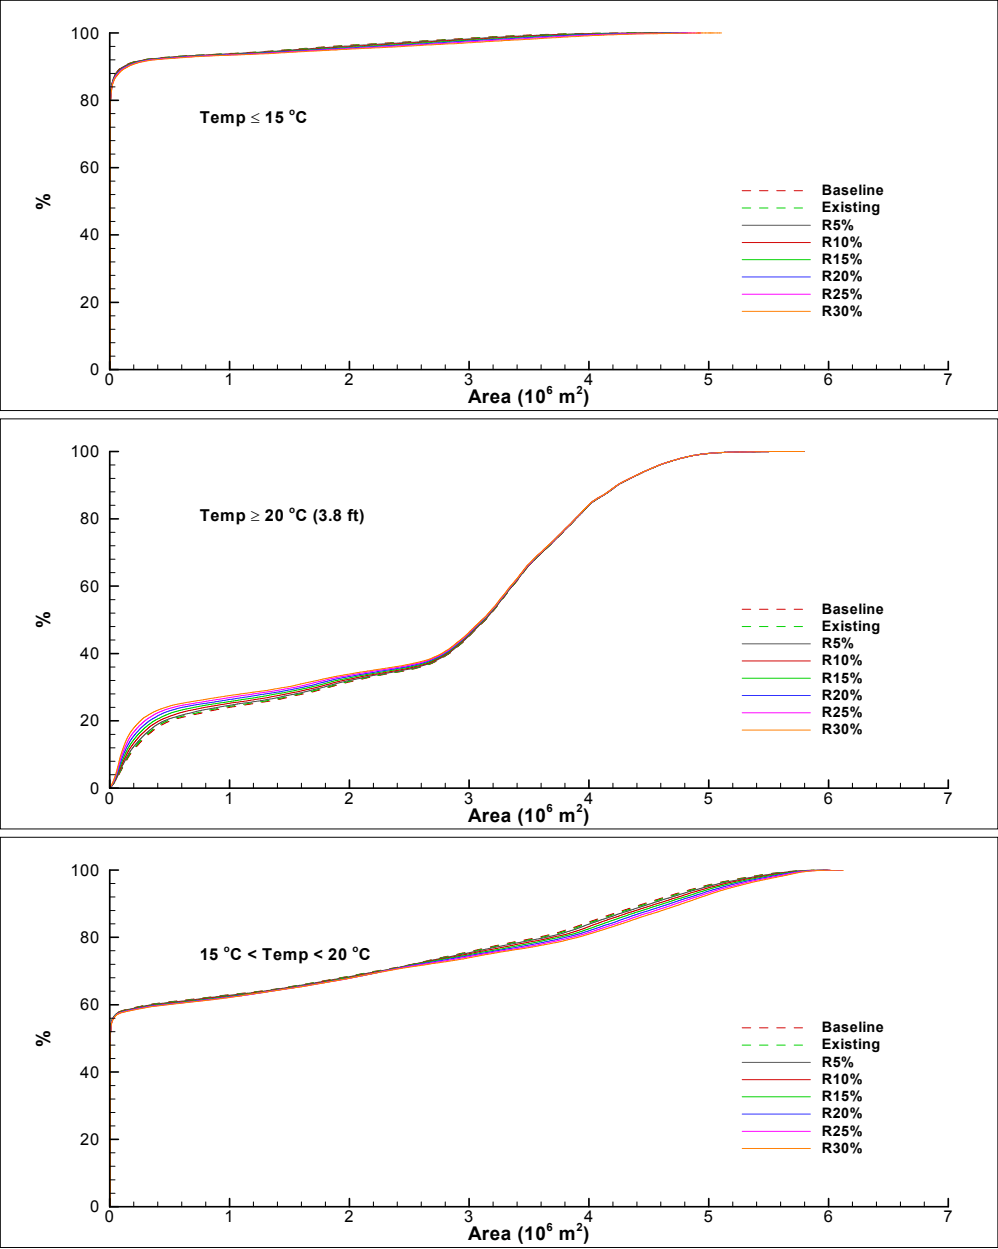 100
80
60
40
20
0
%
Temp ≤ 15 °C
Baseline
Existing
R5%
R10%
R15%
R20%
R25%
R30%
0 1 2 3 4 5 6 7
Area (10⁶ m²)
100
80
60
40
20
0
%
Temp ≥ 20 °C (3.8 ft)
Baseline
Existing
R5%
R10%
R15%
R20%
R25%
R30%
0 1 2 3 4 5 6 7
Area (10⁶ m²)
100
80
60
40
20
0
%
15 °C < Temp < 20 °C
Baseline
Existing
R5%
R10%
R15%
R20%
R25%
R30%
0 1 2 3 4 5 6 7
Area (10⁶ m²)